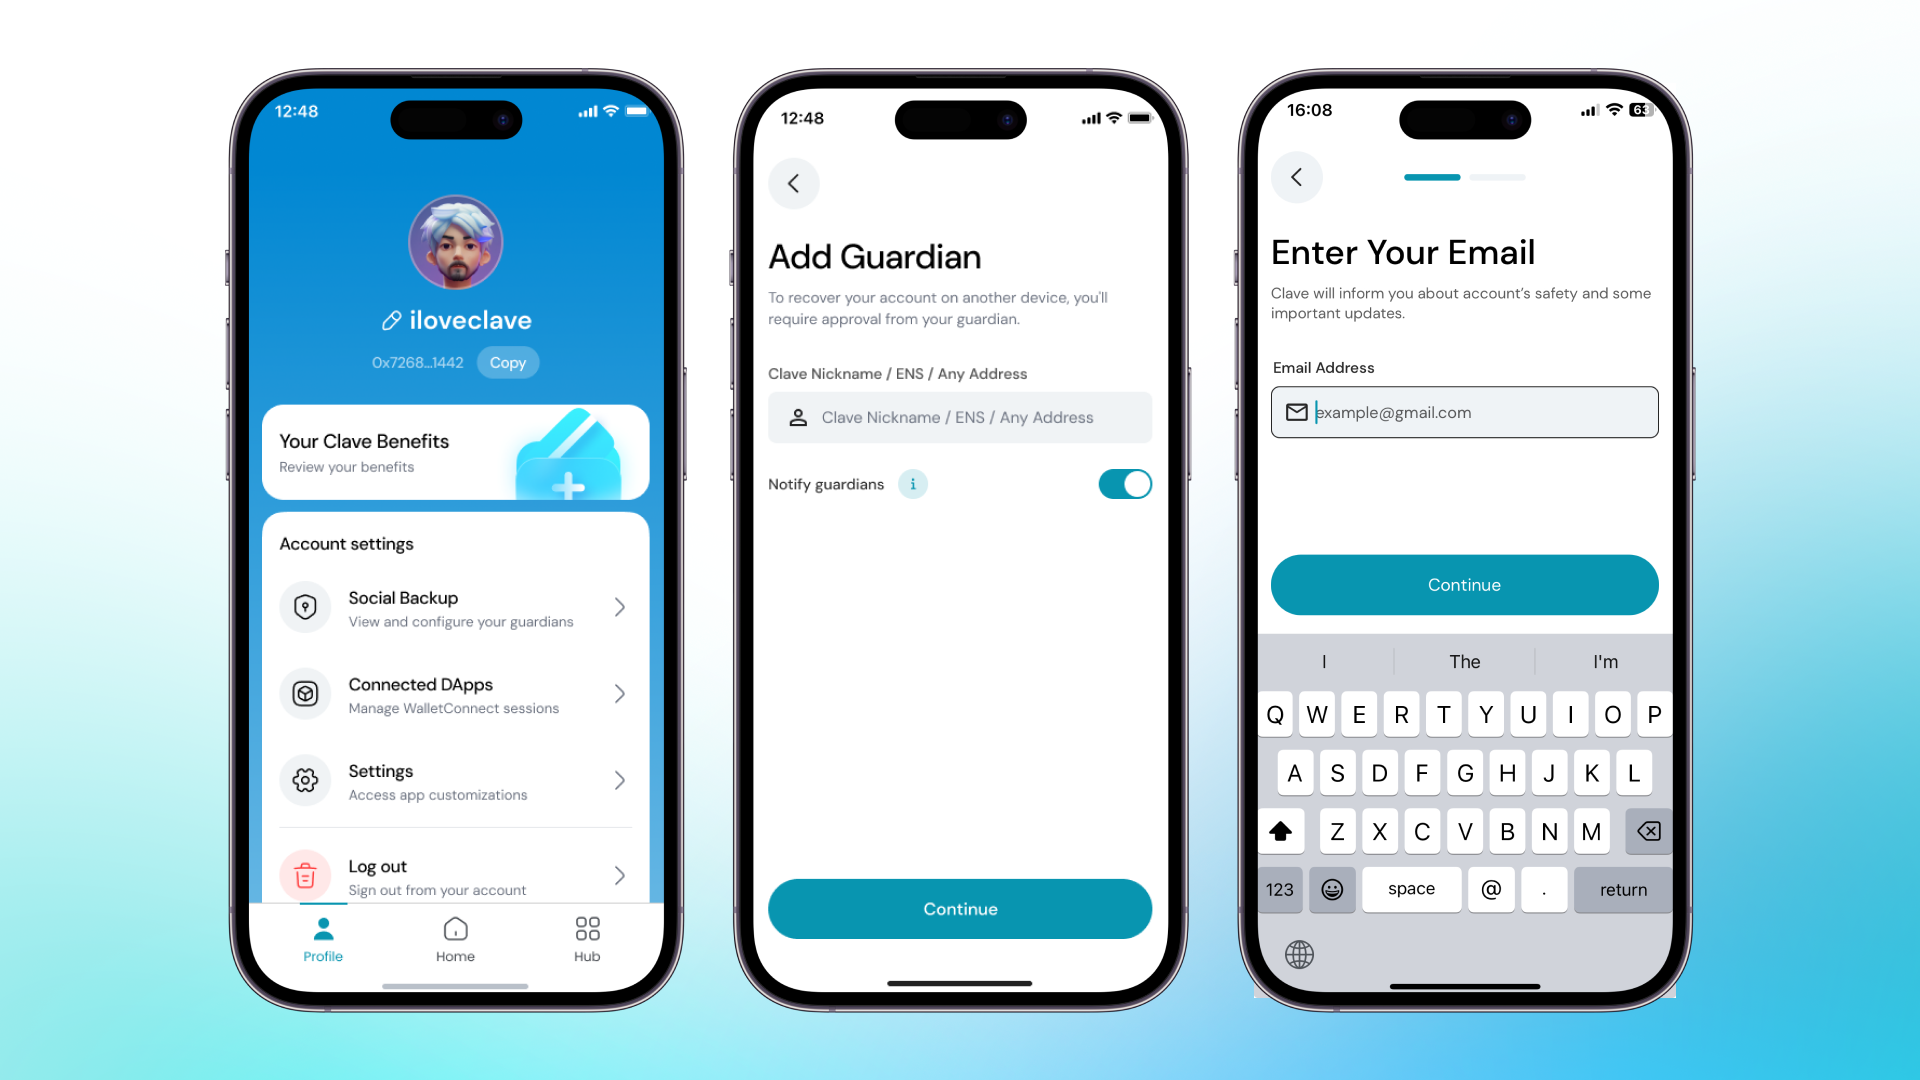 12:48
iloveclave
0x7268...1442
Copy
Your Clave Benefits
Review your benefits
Account settings
Social Backup
View and configure your guardians
Connected DApps
Manage WalletConnect sessions
Settings
Access app customizations
Log out
Sign out from your account
Profile
Home
Hub
12:48
Add Guardian
To recover your account on another device, you'll
require approval from your guardian.
Clave Nickname / ENS / Any Address
Clave Nickname / ENS / Any Address
Notify guardians
i
Continue
16:08
63
Enter Your Email
Clave will inform you about account’s safety and some
important updates.
Email Address
example@gmail.com
Continue
I The I'm
Q W E R T Y U I O P
A S D F G H J K L
Z X C V B N M
123 space @ . return